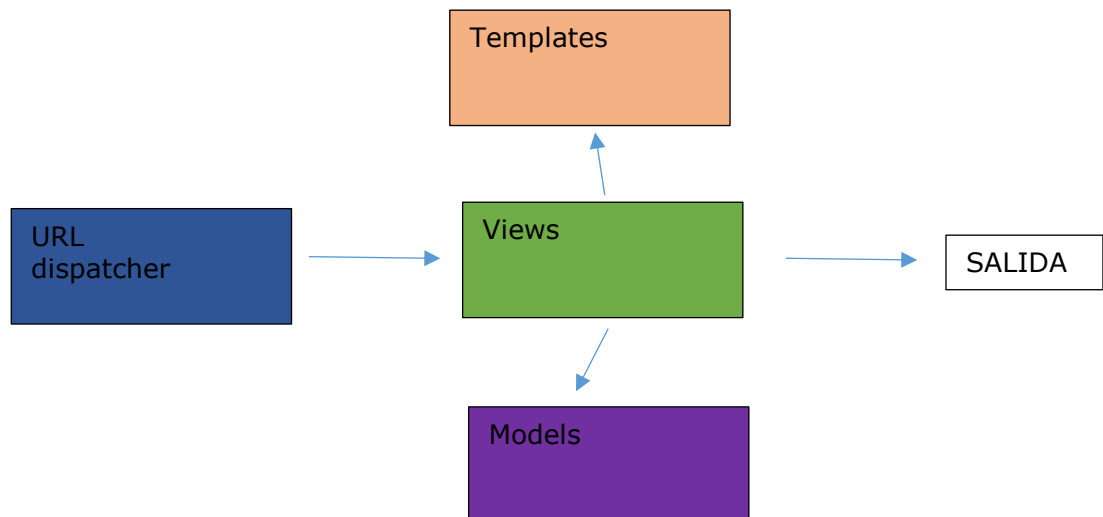 Templates
URL
dispatcher
Views
SALIDA
Models